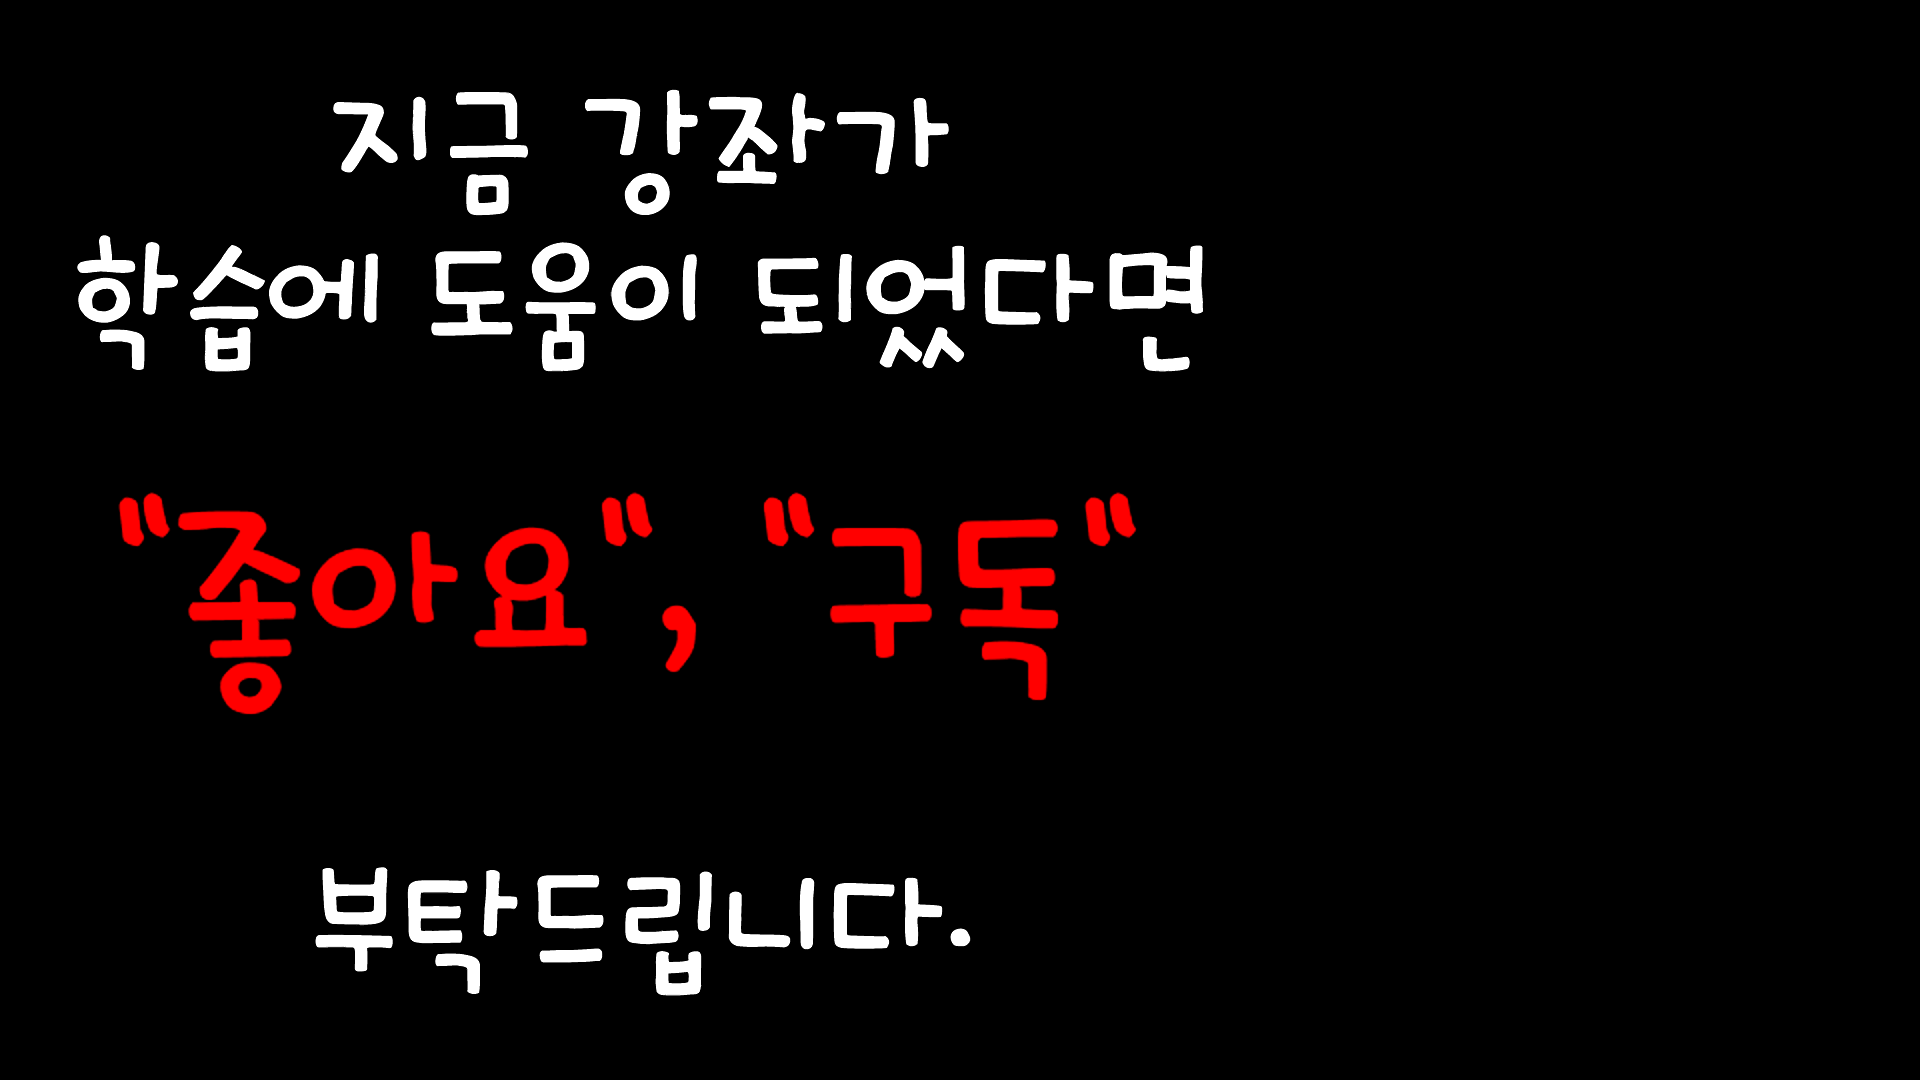 지금 강좌가
학습에 도움이 되었다면
"좋아요", "구독"
부탁드립니다.